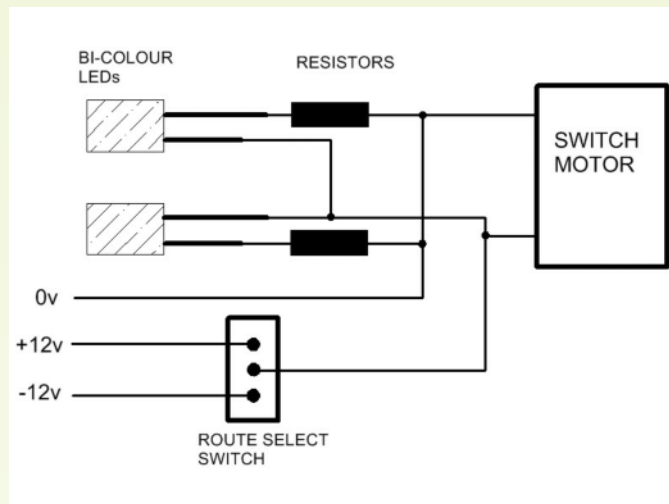 BI-COLOUR
LEDs
RESISTORS
SWITCH
MOTOR
0v
+12v
-12v
ROUTE SELECT
SWITCH